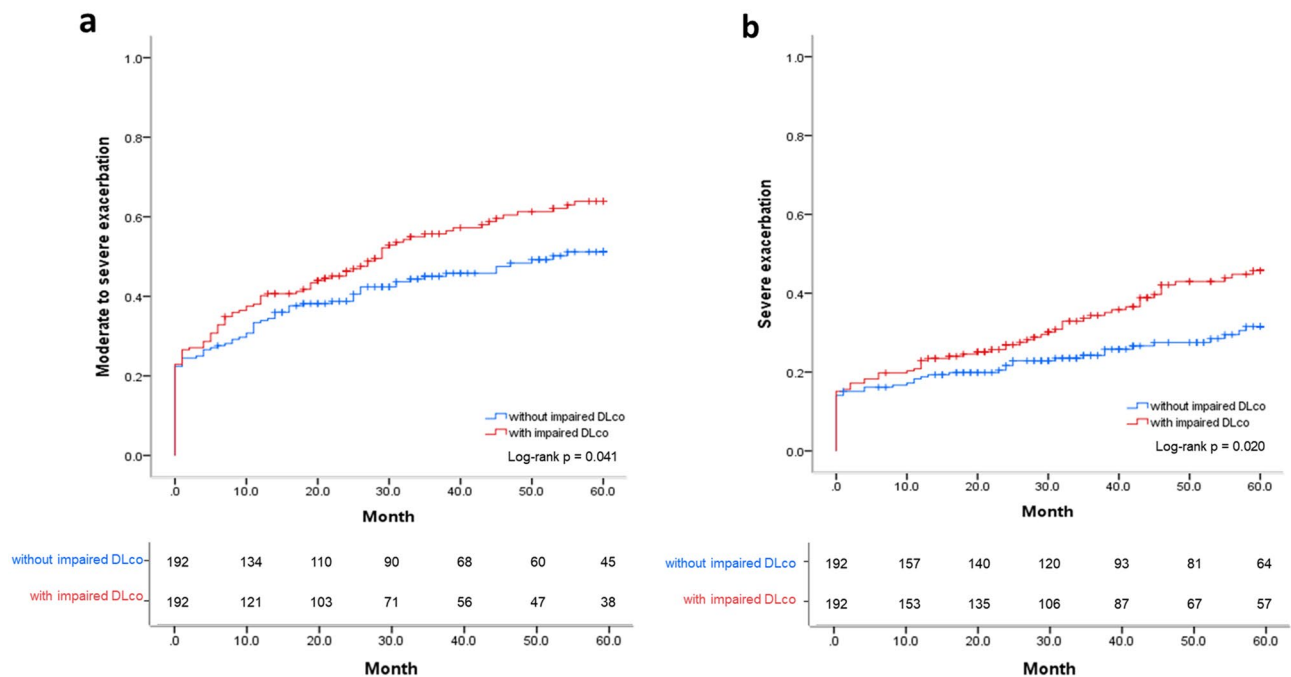 a
1.0
0.8
0.6
0.4
0.2
0.0
Moderate to severe exacerbation
without impaired DLco
with impaired DLco
Log-rank p = 0.041
.0 10.0 20.0 30.0 40.0 50.0 60.0
Month
without impaired DLco 192 134 110 90 68 60 45
with impaired DLco 192 121 103 71 56 47 38
.0 10.0 20.0 30.0 40.0 50.0 60.0
Month
b
1.0
0.8
0.6
0.4
0.2
0.0
Severe exacerbation
without impaired DLco
with impaired DLco
Log-rank p = 0.020
.0 10.0 20.0 30.0 40.0 50.0 60.0
Month
without impaired DLco 192 157 140 120 93 81 64
with impaired DLco 192 153 135 106 87 67 57
.0 10.0 20.0 30.0 40.0 50.0 60.0
Month